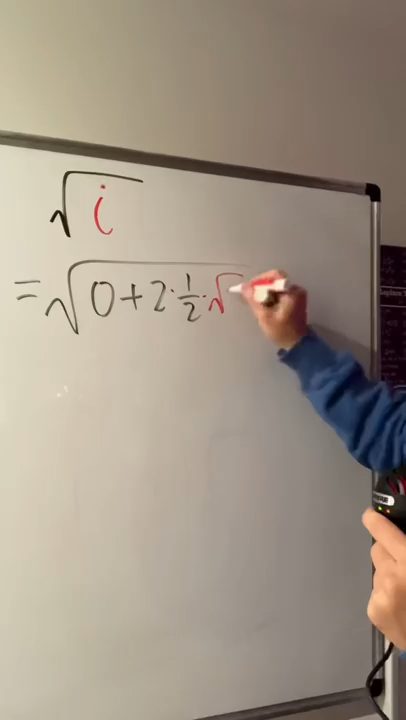 √i
= √0 + 2 · 1/2 · √